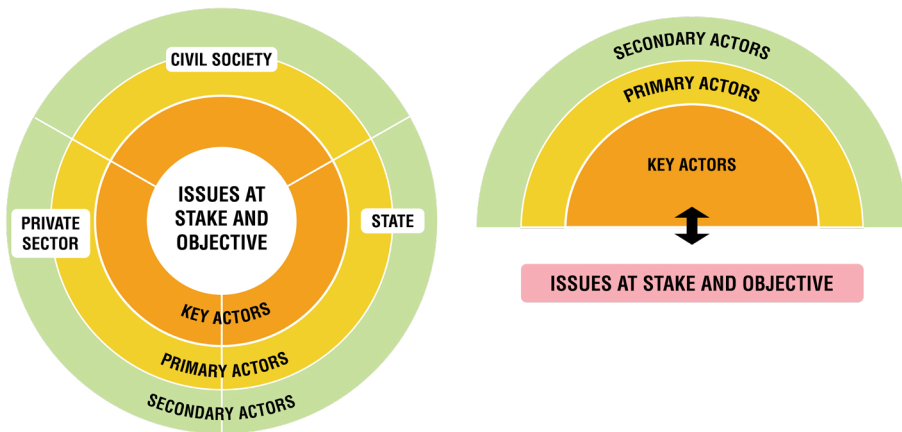 CIVIL SOCIETY
PRIVATE
SECTOR
ISSUES AT
STAKE AND
OBJECTIVE
STATE
KEY ACTORS
PRIMARY ACTORS
SECONDARY ACTORS
SECONDARY ACTORS
PRIMARY ACTORS
KEY ACTORS
ISSUES AT STAKE AND OBJECTIVE